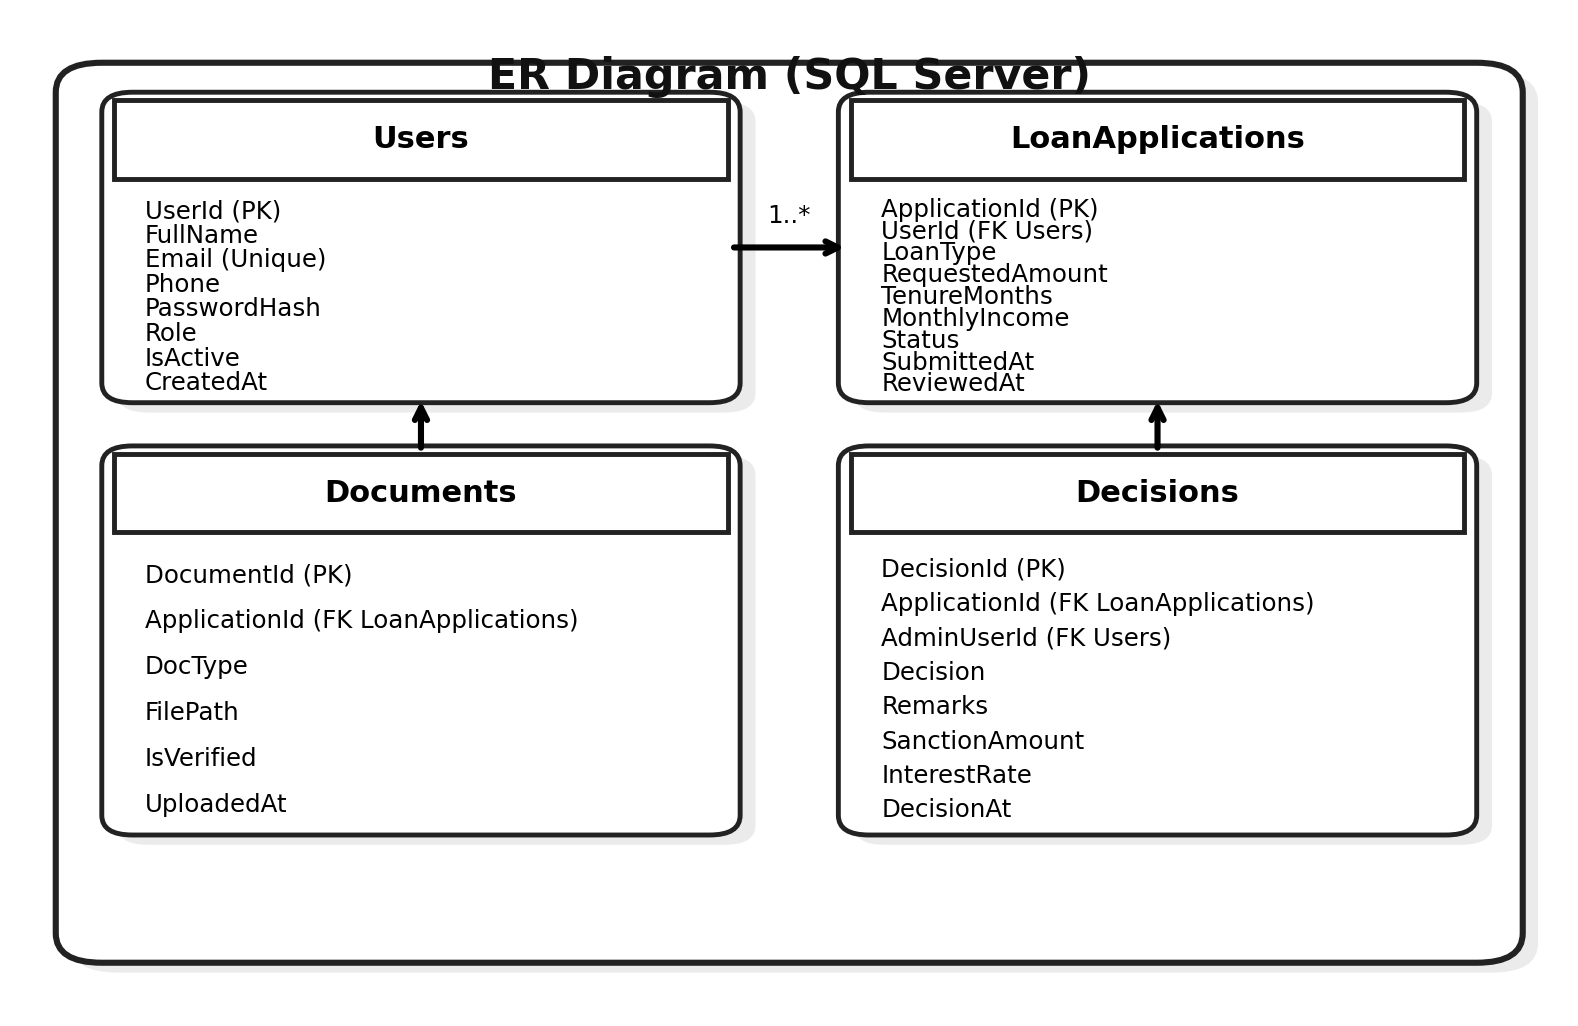 ER Diagram (SQL Server)
Users
UserId (PK)
FullName
Email (Unique)
Phone
PasswordHash
Role
IsActive
CreatedAt
1..*
LoanApplications
ApplicationId (PK)
UserId (FK Users)
LoanType
RequestedAmount
TenureMonths
MonthlyIncome
Status
SubmittedAt
ReviewedAt
Documents
DocumentId (PK)
ApplicationId (FK LoanApplications)
DocType
FilePath
IsVerified
UploadedAt
Decisions
DecisionId (PK)
ApplicationId (FK LoanApplications)
AdminUserId (FK Users)
Decision
Remarks
SanctionAmount
InterestRate
DecisionAt